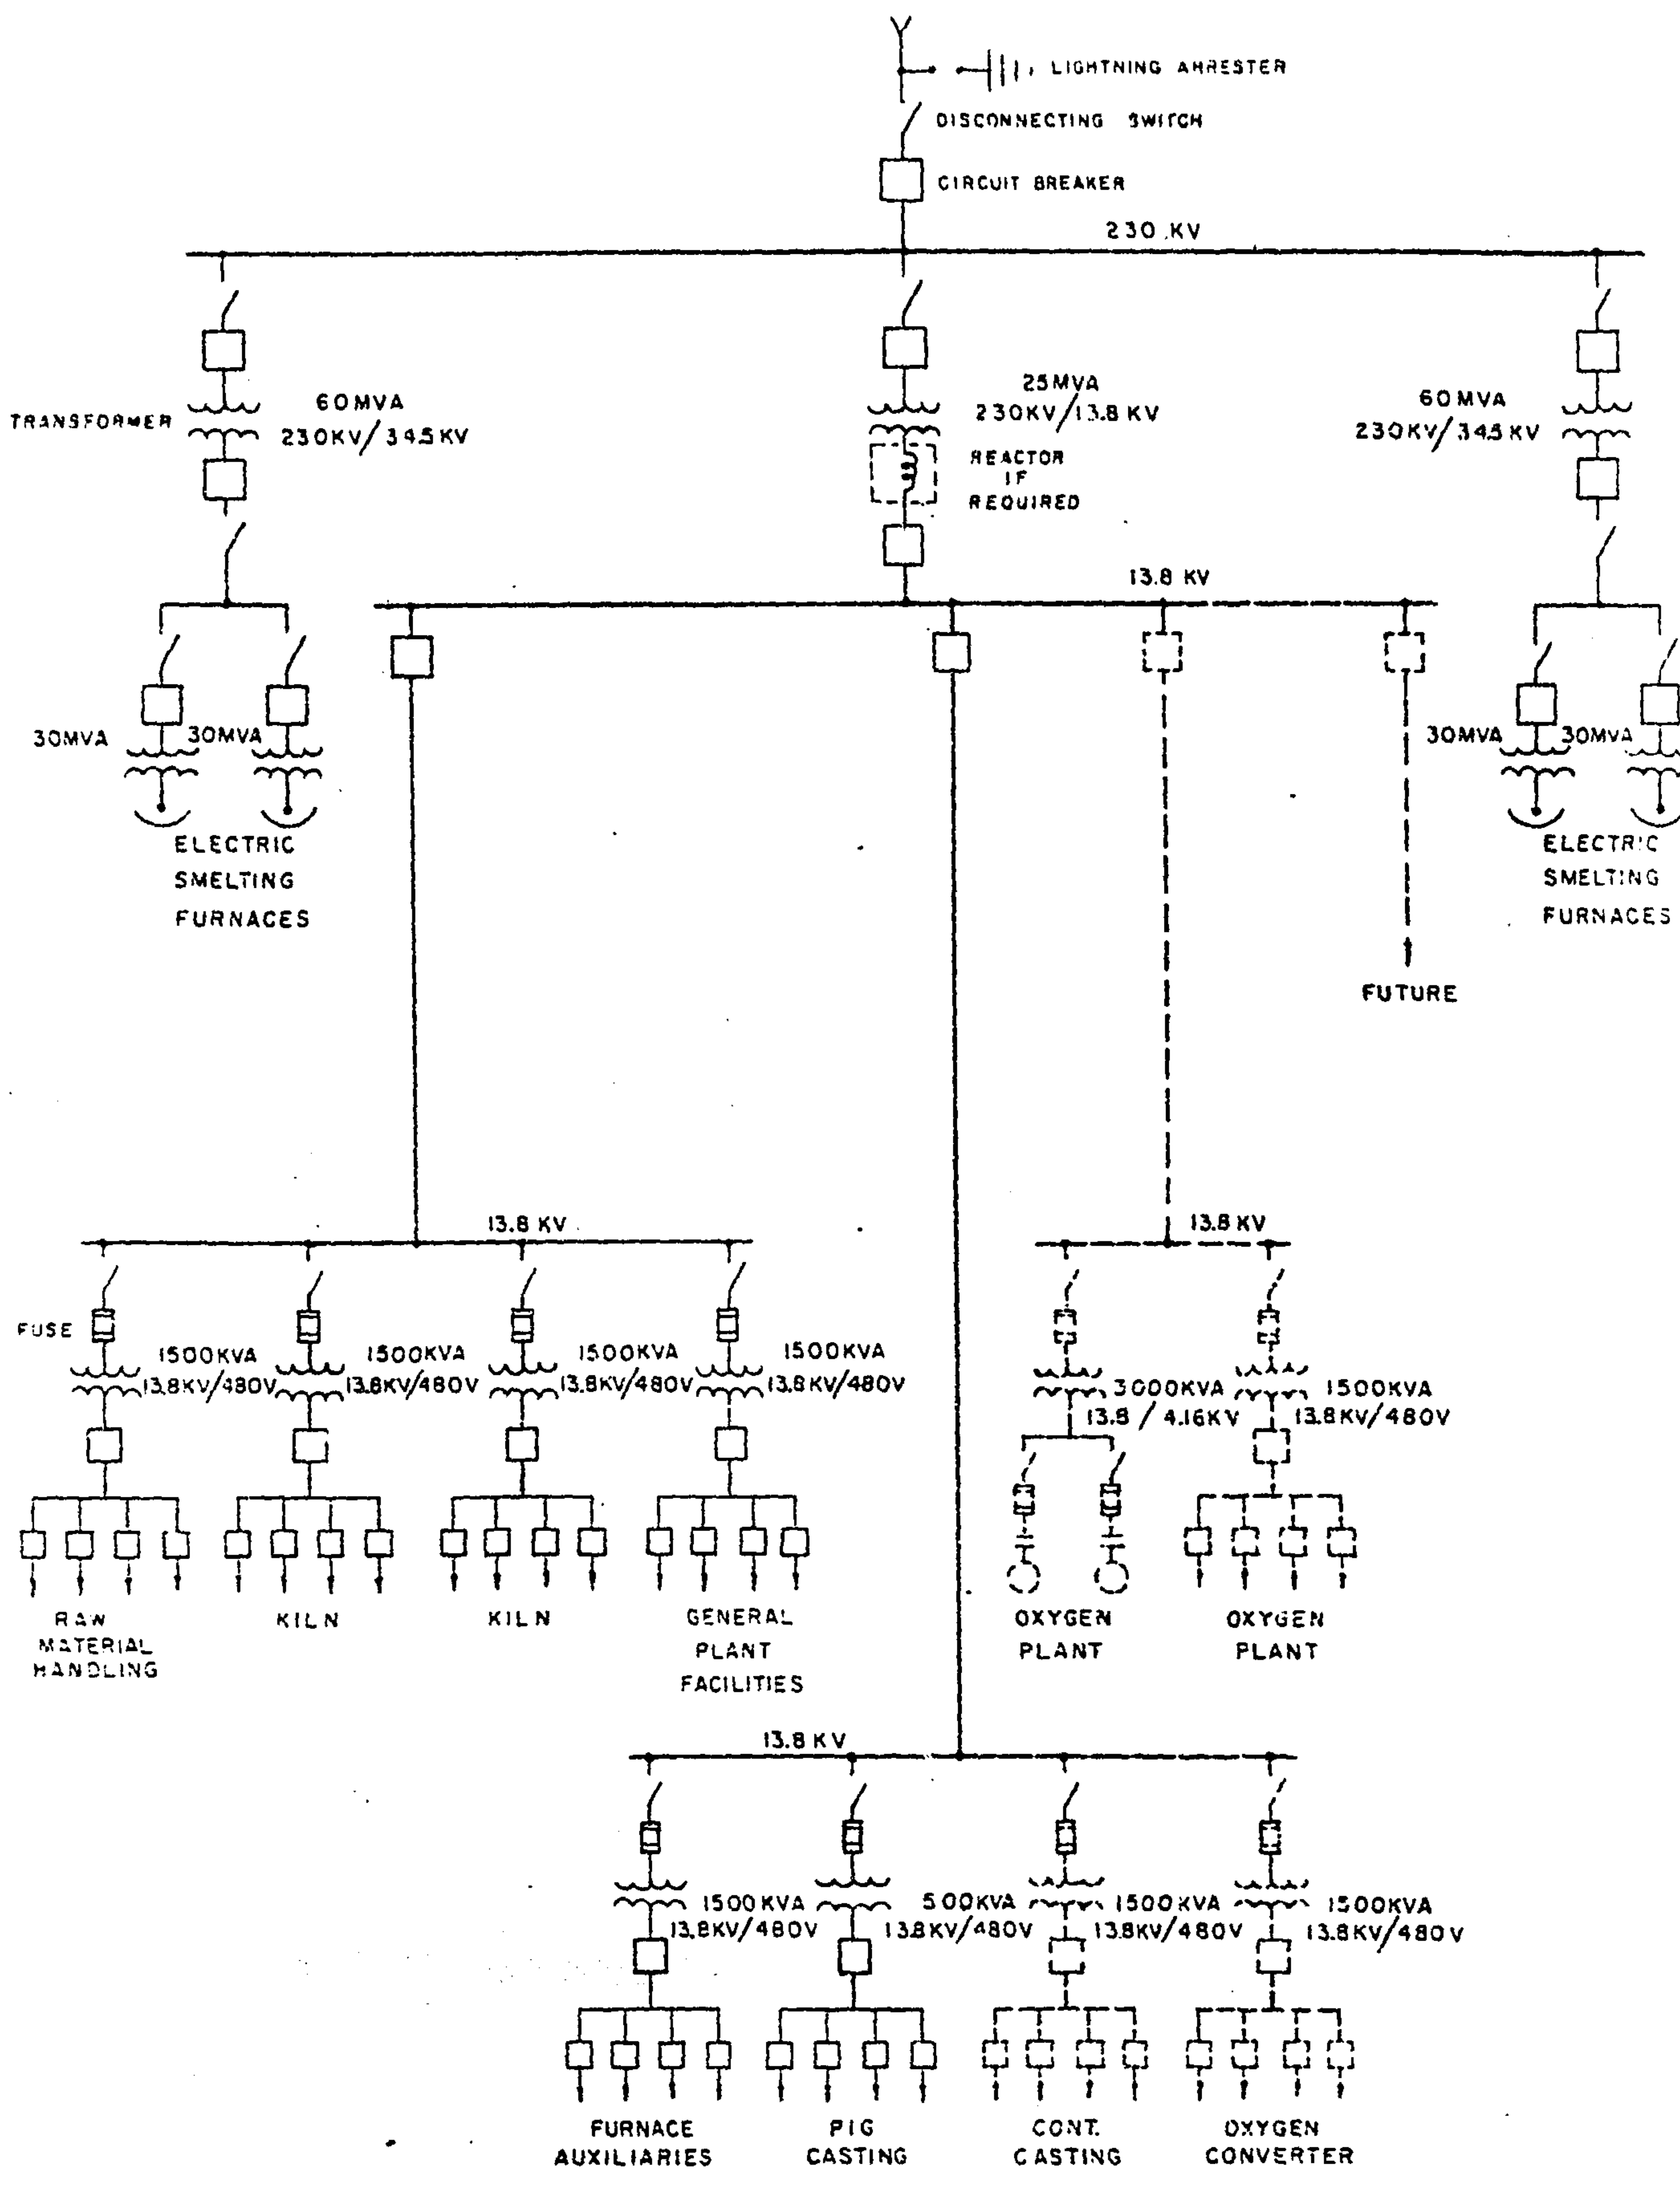 LIGHTNING ARRESTER
DISCONNECTING SWITCH
CIRCUIT BREAKER
230 KV
TRANSFORMER
60MVA
230KV/34.5KV
25MVA
230KV/13.8 KV
REACTOR
IF
REQUIRED
60MVA
230KV/34.5KV
13.8 KV
30MVA
30MVA
ELECTRIC
SMELTING
FURNACES
30MVA
30MVA
ELECTRIC
SMELTING
FURNACES
FUTURE
13.8 KV
FUSE
1500KVA
13.8KV/480V
1500KVA
13.8KV/480V
1500KVA
13.8KV/480V
1500KVA
13.8KV/480V
RAW
MATERIAL
HANDLING
KILN
KILN
GENERAL
PLANT
FACILITIES
13.8 KV
3000KVA
13.8 / 4.16KV
1500KVA
13.8KV/480V
OXYGEN
PLANT
OXYGEN
PLANT
13.8 KV
1500KVA
13.8KV/480V
500KVA
13.8KV/480V
1500KVA
13.8KV/480V
1500KVA
13.8KV/480V
FURNACE
AUXILIARIES
PIG
CASTING
CONT.
CASTING
OXYGEN
CONVERTER